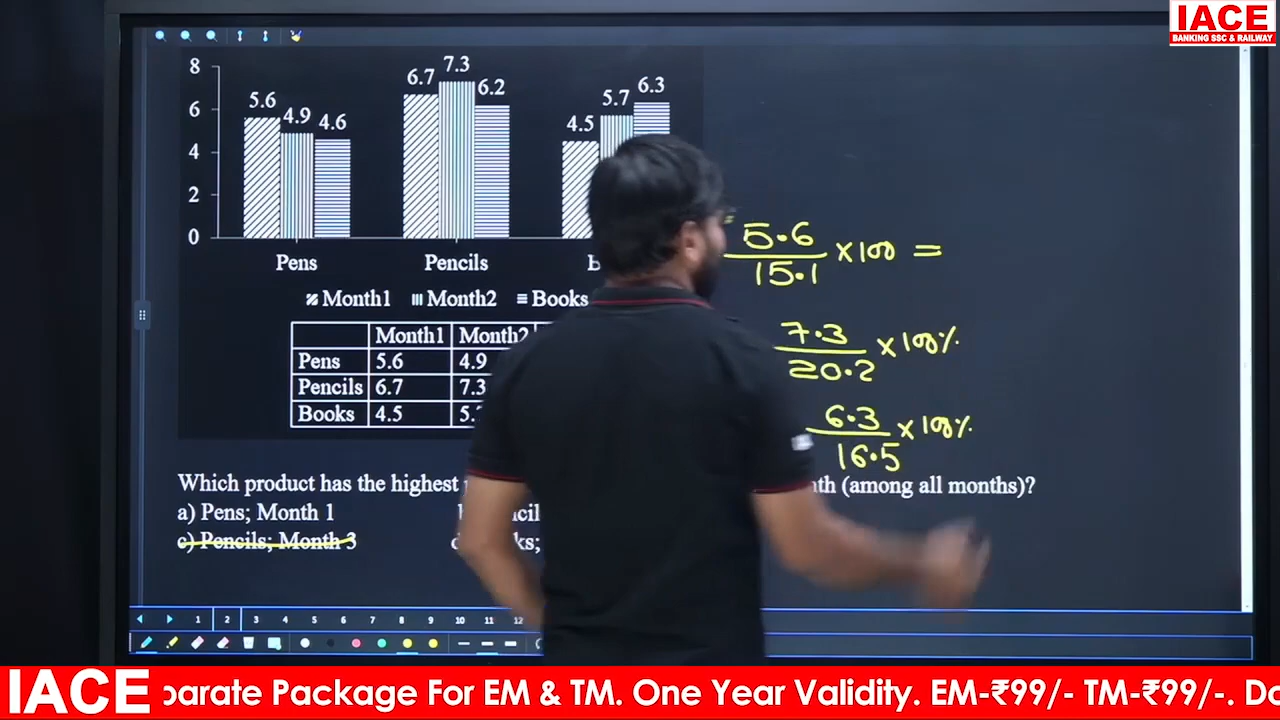 IACE
BANKING SSC & RAILWAY
8
6
4
2
0
5.6
4.9
4.6
6.7
7.3
6.2
4.5
5.7
6.3
Pens
Pencils
Month1
Month2
Books
Month1 Month2
Pens 5.6 4.9
Pencils 6.7 7.3
Books 4.5
5.6/15.1 ×100 =
7.3/20.2 ×100%
6.3/16.5 ×100%
Which product has the highest (among all months)?
a) Pens; Month 1
c) Pencils; Month 3
1 2 3 4 5 6 7 8 9 10 11 12
IACE Package For EM & TM. One Year Validity. EM-₹99/- TM-₹99/-.